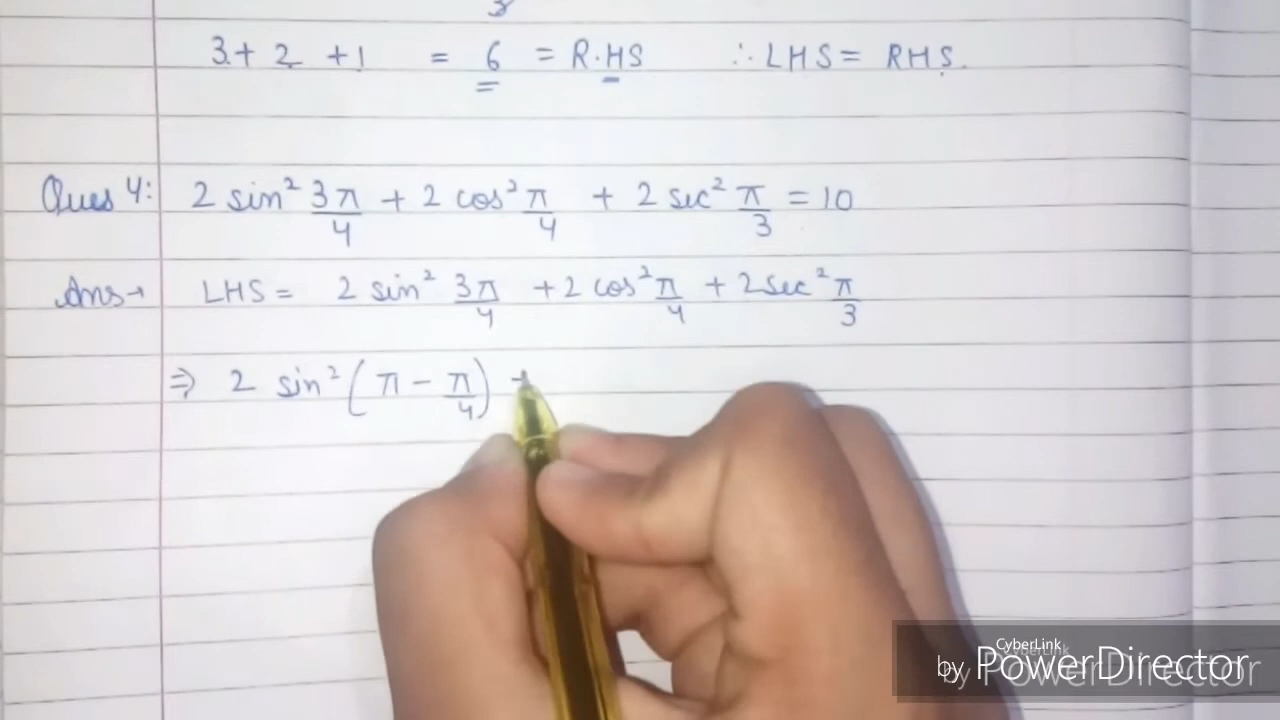 3
3 + 2 + 1 = 6 = R.HS ∴ LHS = RHS.
Ques 4: 2 sin² 3π/4 + 2 cos² π/4 + 2 sec² π/3 = 10
Ans → LHS = 2 sin² 3π/4 + 2 cos² π/4 + 2 sec² π/3
⇒ 2 sin² (π - π/4) +
CyberLink
by PowerDirector